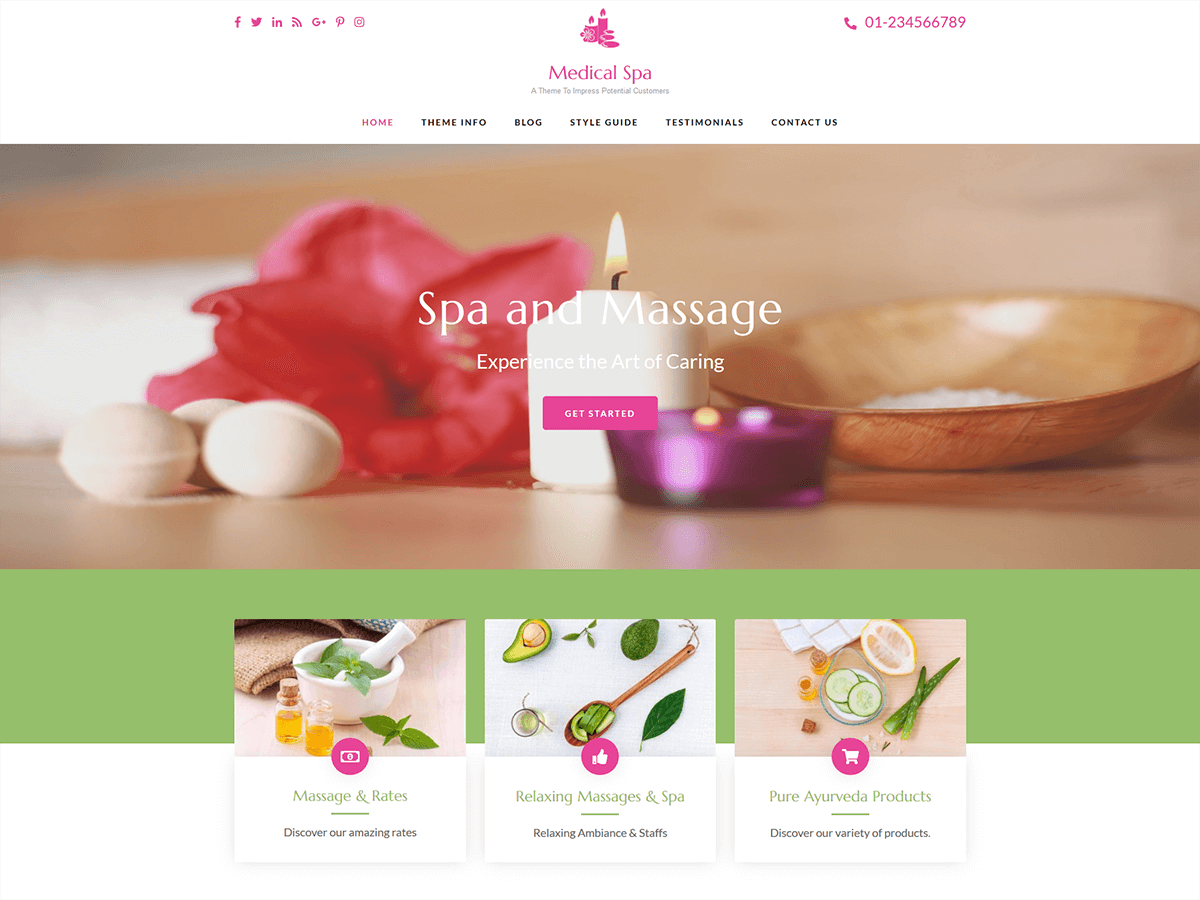 01-234566789
Medical Spa
A Theme To Impress Potential Customers
HOME THEME INFO BLOG STYLE GUIDE TESTIMONIALS CONTACT US
Spa and Massage
Experience the Art of Caring
GET STARTED
Massage & Rates
Discover our amazing rates
Relaxing Massages & Spa
Relaxing Ambiance & Staffs
Pure Ayurveda Products
Discover our variety of products.